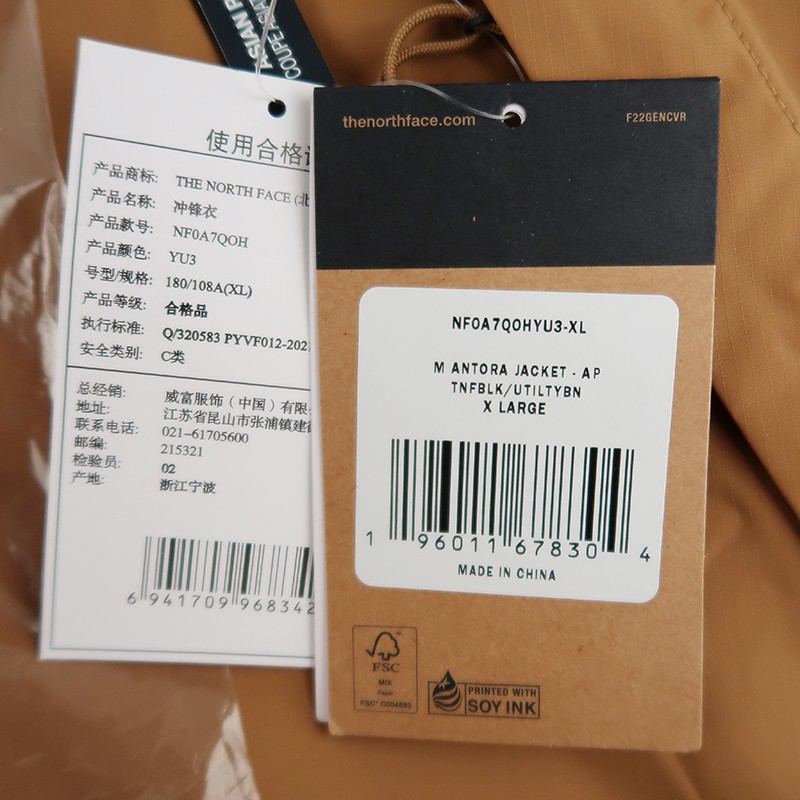 ASIAN
COUPE ASIA
使用合格
产品商标: THE NORTH FACE (北
产品名称: 冲锋衣
产品款号: NF0A7QOH
产品颜色: YU3
号型/规格: 180/108A(XL)
产品等级: 合格品
执行标准: Q/320583 PYVF012-202
安全类别: C类
总经销: 威富服饰（中国）有限
地址: 江苏省昆山市张浦镇建
联系电话: 021-61705600
邮编: 215321
检验员: 02
产地: 浙江宁波
6 941709 968342
thenorthface.com
F22GENCVR
NF0A7QOHYU3-XL
M ANTORA JACKET - AP
TNFBLK/UTILTYBN
X LARGE
1 96011 67830 4
MADE IN CHINA
FSC
MIX
Paper
FSC® C004693
PRINTED WITH
SOY INK